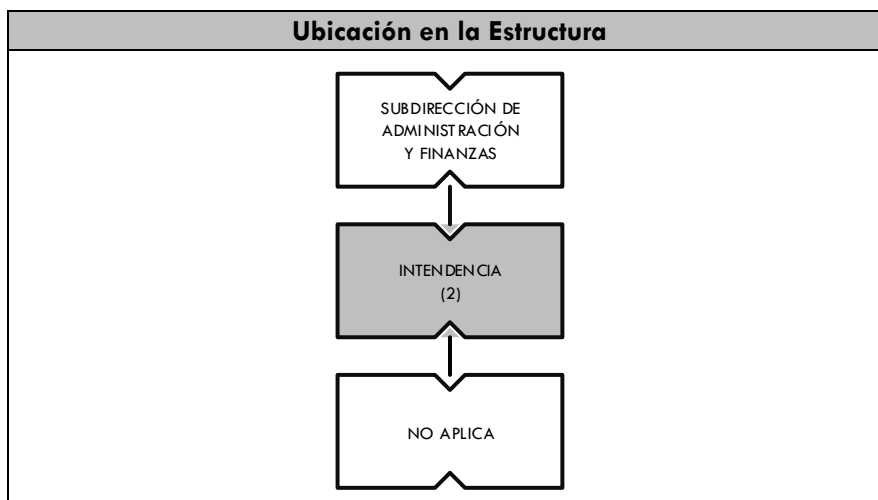 Ubicación en la Estructura
SUBDIRECCIÓN DE
ADMINISTRACIÓN
Y FINANZAS
INTENDENCIA
(2)
NO APLICA